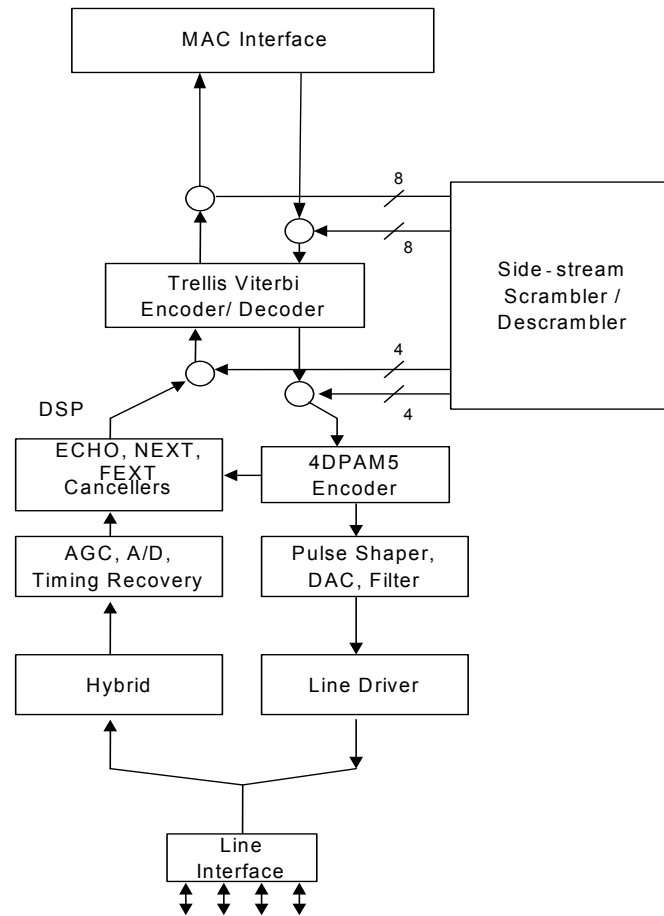 MAC Interface
8
8
Side-stream
Scrambler /
Descrambler
Trellis Viterbi
Encoder/ Decoder
4
4
DSP
ECHO, NEXT,
FEXT
Cancellers
4DPAM5
Encoder
AGC, A/D,
Timing Recovery
Pulse Shaper,
DAC, Filter
Hybrid
Line Driver
Line
Interface